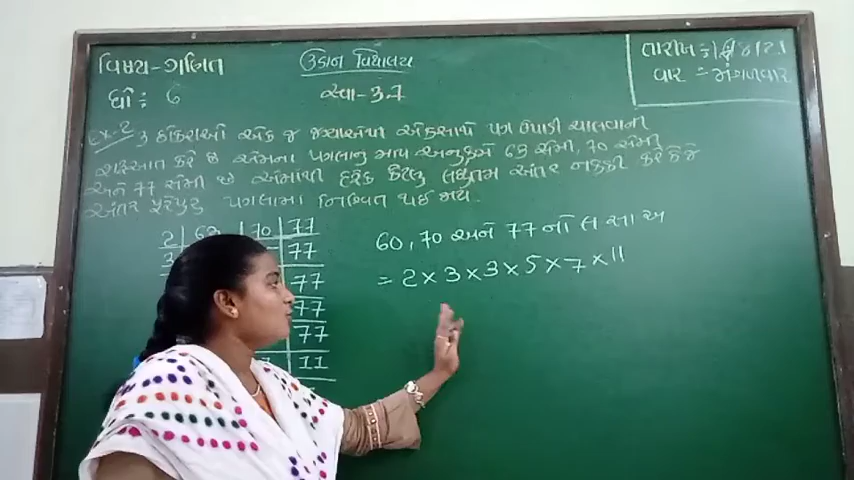 વિષય-ગણિત
ધો : 6
ઉડાન વિદ્યાલય
સ્વા-3.7
તારીખ
વાર = મંગળવાર
Ex-2 3 છોકરાઓ એક જ જગ્યાએથી એકસાથે પગ ઉપાડી ચાલવાની
શરૂઆત કરે છે એમના પગલાનું માપ અનુક્રમે 63 સેમી, 70 સેમી
અને 77 સેમી છે એમાંથી દરેક કેટલુ લઘુત્તમ અંતર નક્કી કરે કે જે
અંતર પૂરેપુરુ પગલામાં નિશ્ચિત થઈ જાય.
2 70 77
77
77
77
77
11
60, 70 અને 77 નો લ સા અ
= 2 × 3 × 3 × 5 × 7 × 11